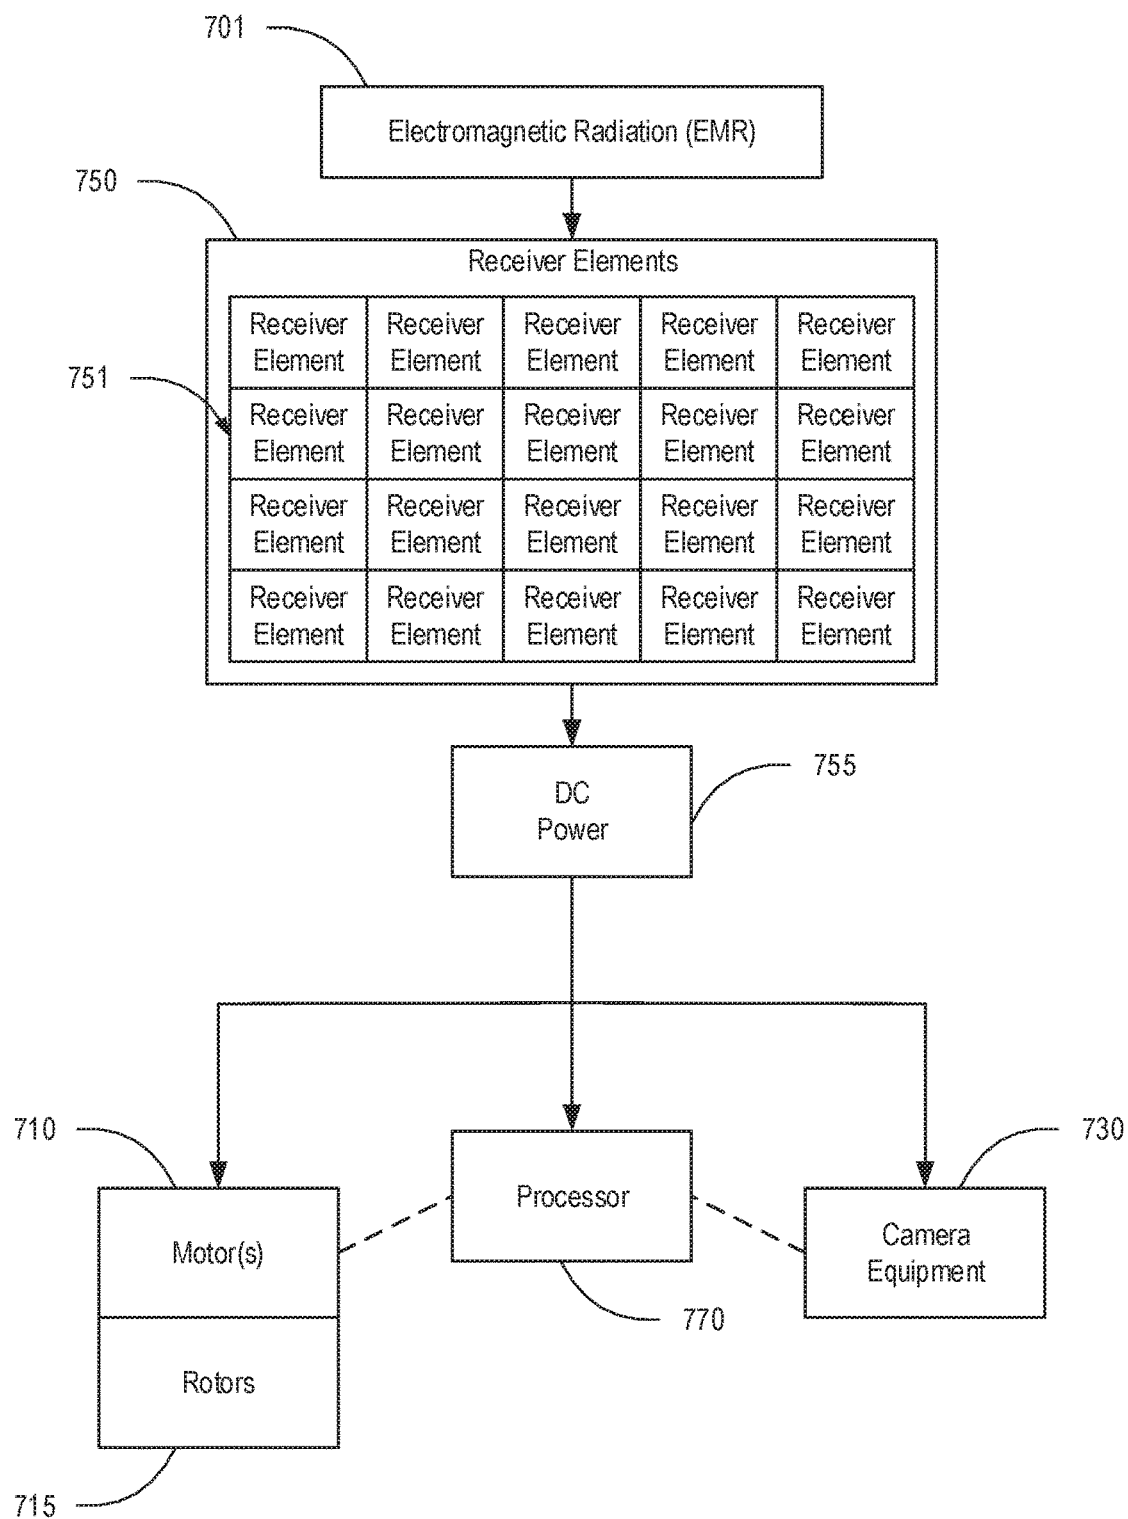 701
Electromagnetic Radiation (EMR)
750
Receiver Elements
Receiver Receiver Receiver Receiver Receiver
Element Element Element Element Element
751
Receiver Receiver Receiver Receiver Receiver
Element Element Element Element Element
Receiver Receiver Receiver Receiver Receiver
Element Element Element Element Element
Receiver Receiver Receiver Receiver Receiver
Element Element Element Element Element
755
DC
Power
710
730
Processor
Motor(s)
Camera
Equipment
770
Rotors
715